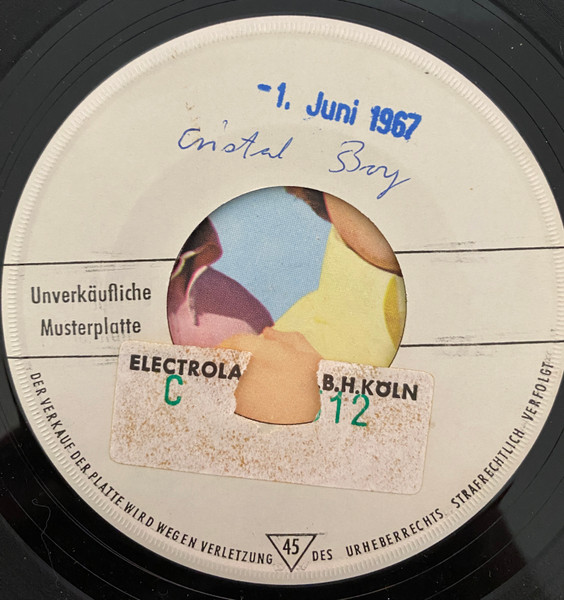 -1. Juni 1967
Cristal Boy
Unverkäufliche
Musterplatte
ELECTROLA .B.H.KÖLN
C 12
DER VERKAUF DER PLATTE WIRD WEGEN VERLETZUNG DES URHEBERRECHTS STRAFRECHTLICH VERFOLGT
45